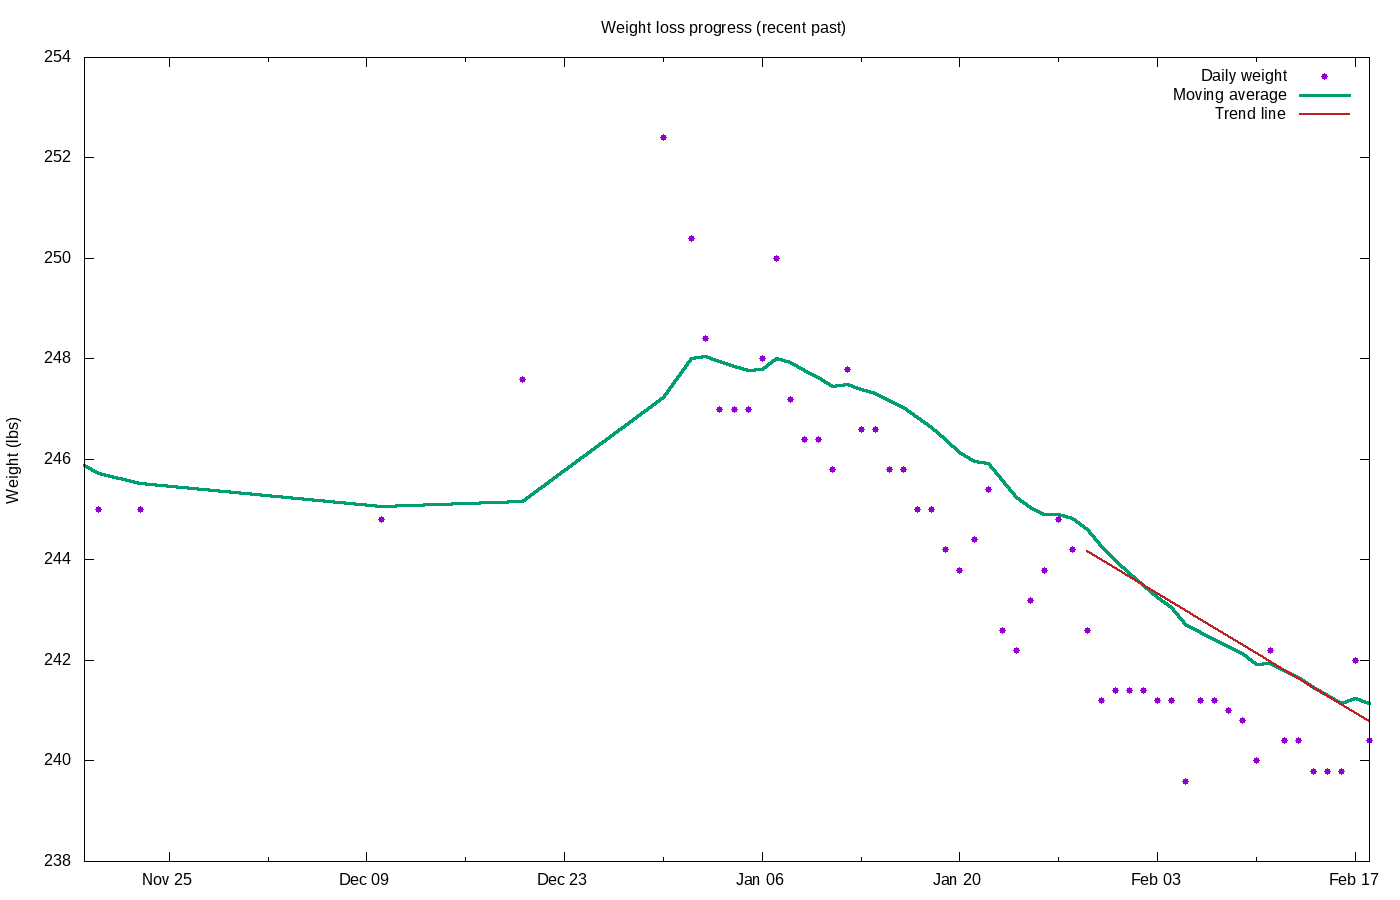 Weight loss progress (recent past)
254
252
250
248
246
244
242
240
238
Weight (lbs)
Daily weight
Moving average
Trend line
Nov 25 Dec 09 Dec 23 Jan 06 Jan 20 Feb 03 Feb 17